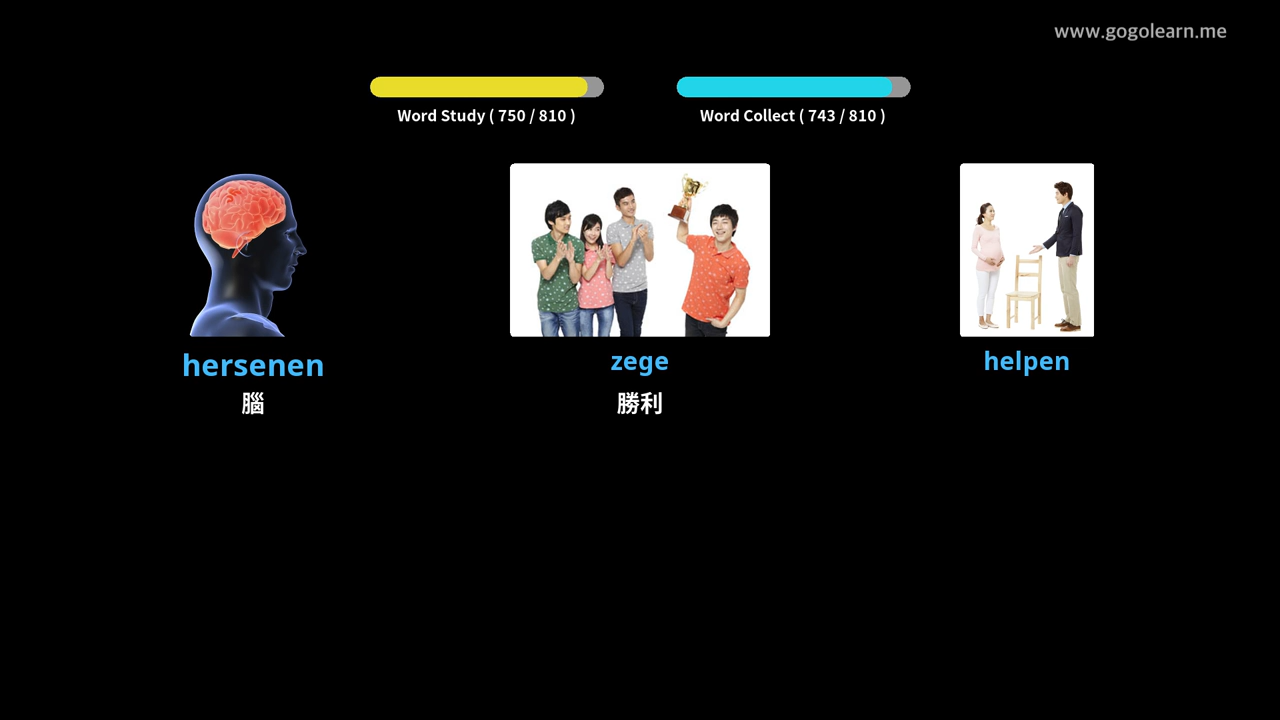 www.gogolearn.me
Word Study ( 750 / 810 )
Word Collect ( 743 / 810 )
hersenen
zege
helpen
腦
勝利